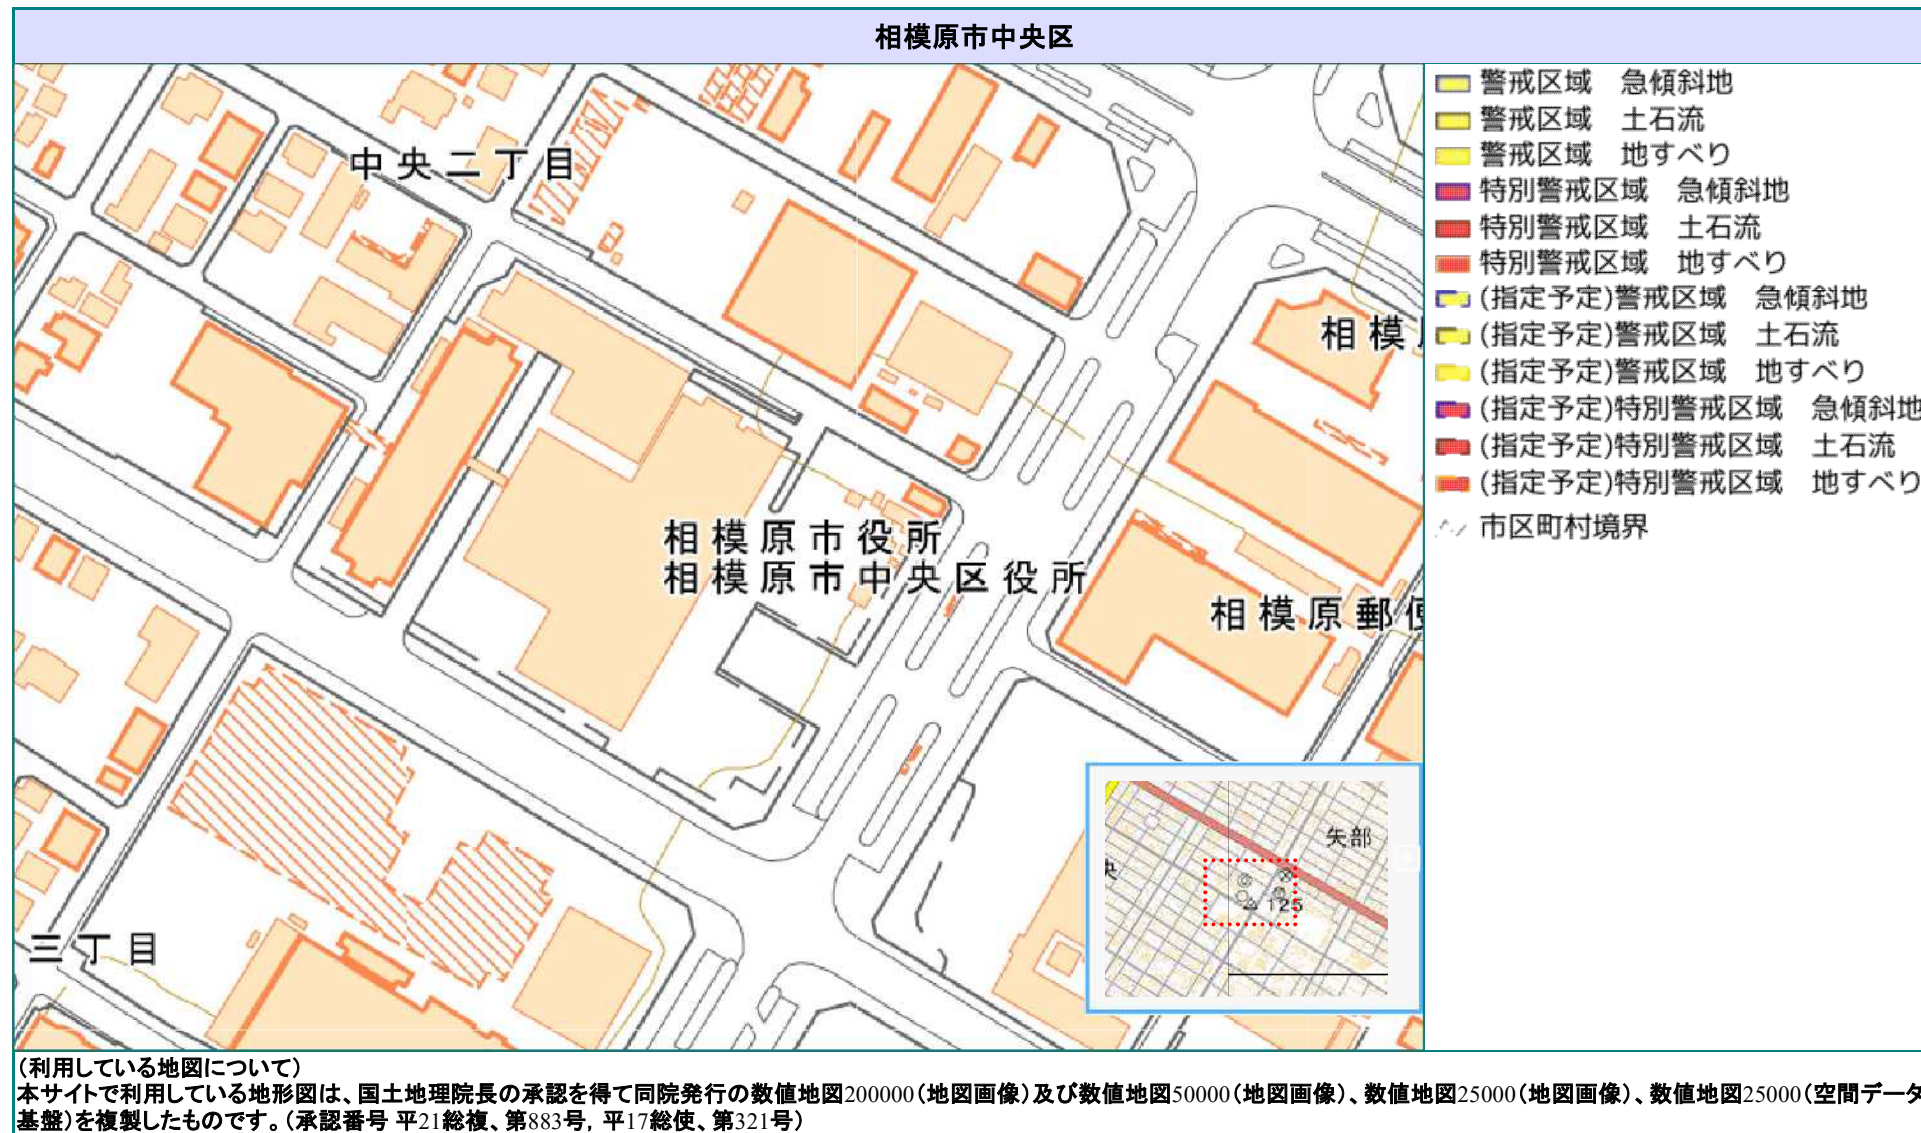 相模原市中央区
中央二丁目
相模
相模原市役所
相模原市中央区役所
相模原郵便
三丁目
矢部
央
125
警戒区域　急傾斜地
警戒区域　土石流
警戒区域　地すべり
特別警戒区域　急傾斜地
特別警戒区域　土石流
特別警戒区域　地すべり
(指定予定)警戒区域　急傾斜地
(指定予定)警戒区域　土石流
(指定予定)警戒区域　地すべり
(指定予定)特別警戒区域　急傾斜地
(指定予定)特別警戒区域　土石流
(指定予定)特別警戒区域　地すべり
市区町村境界
（利用している地図について）
本サイトで利用している地形図は、国土地理院長の承認を得て同院発行の数値地図200000（地図画像）及び数値地図50000（地図画像）、数値地図25000（地図画像）、数値地図25000（空間データ
基盤）を複製したものです。（承認番号 平21総複、第883号, 平17総使、第321号）